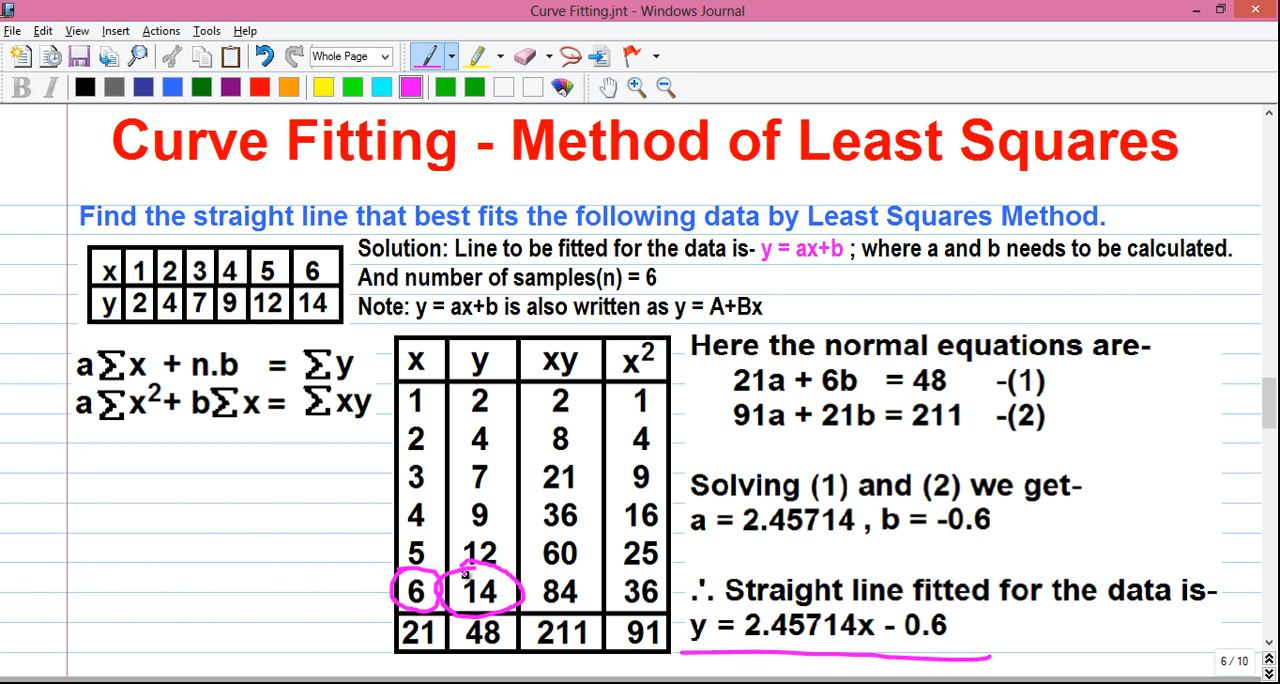 Curve Fitting.jnt - Windows Journal
File Edit View Insert Actions Tools Help
Whole Page
B I
Curve Fitting - Method of Least Squares
Find the straight line that best fits the following data by Least Squares Method.
x 1 2 3 4 5 6
y 2 4 7 9 12 14
Solution: Line to be fitted for the data is- y = ax+b ; where a and b needs to be calculated.
And number of samples(n) = 6
Note: y = ax+b is also written as y = A+Bx
a∑x + n.b = ∑y
a∑x²+ b∑x = ∑xy
x y xy x²
1 2 2 1
2 4 8 4
3 7 21 9
4 9 36 16
5 12 60 25
6 14 84 36
21 48 211 91
Here the normal equations are-
21a + 6b = 48 -(1)
91a + 21b = 211 -(2)
Solving (1) and (2) we get-
a = 2.45714 , b = -0.6
∴ Straight line fitted for the data is-
y = 2.45714x - 0.6
6 / 10